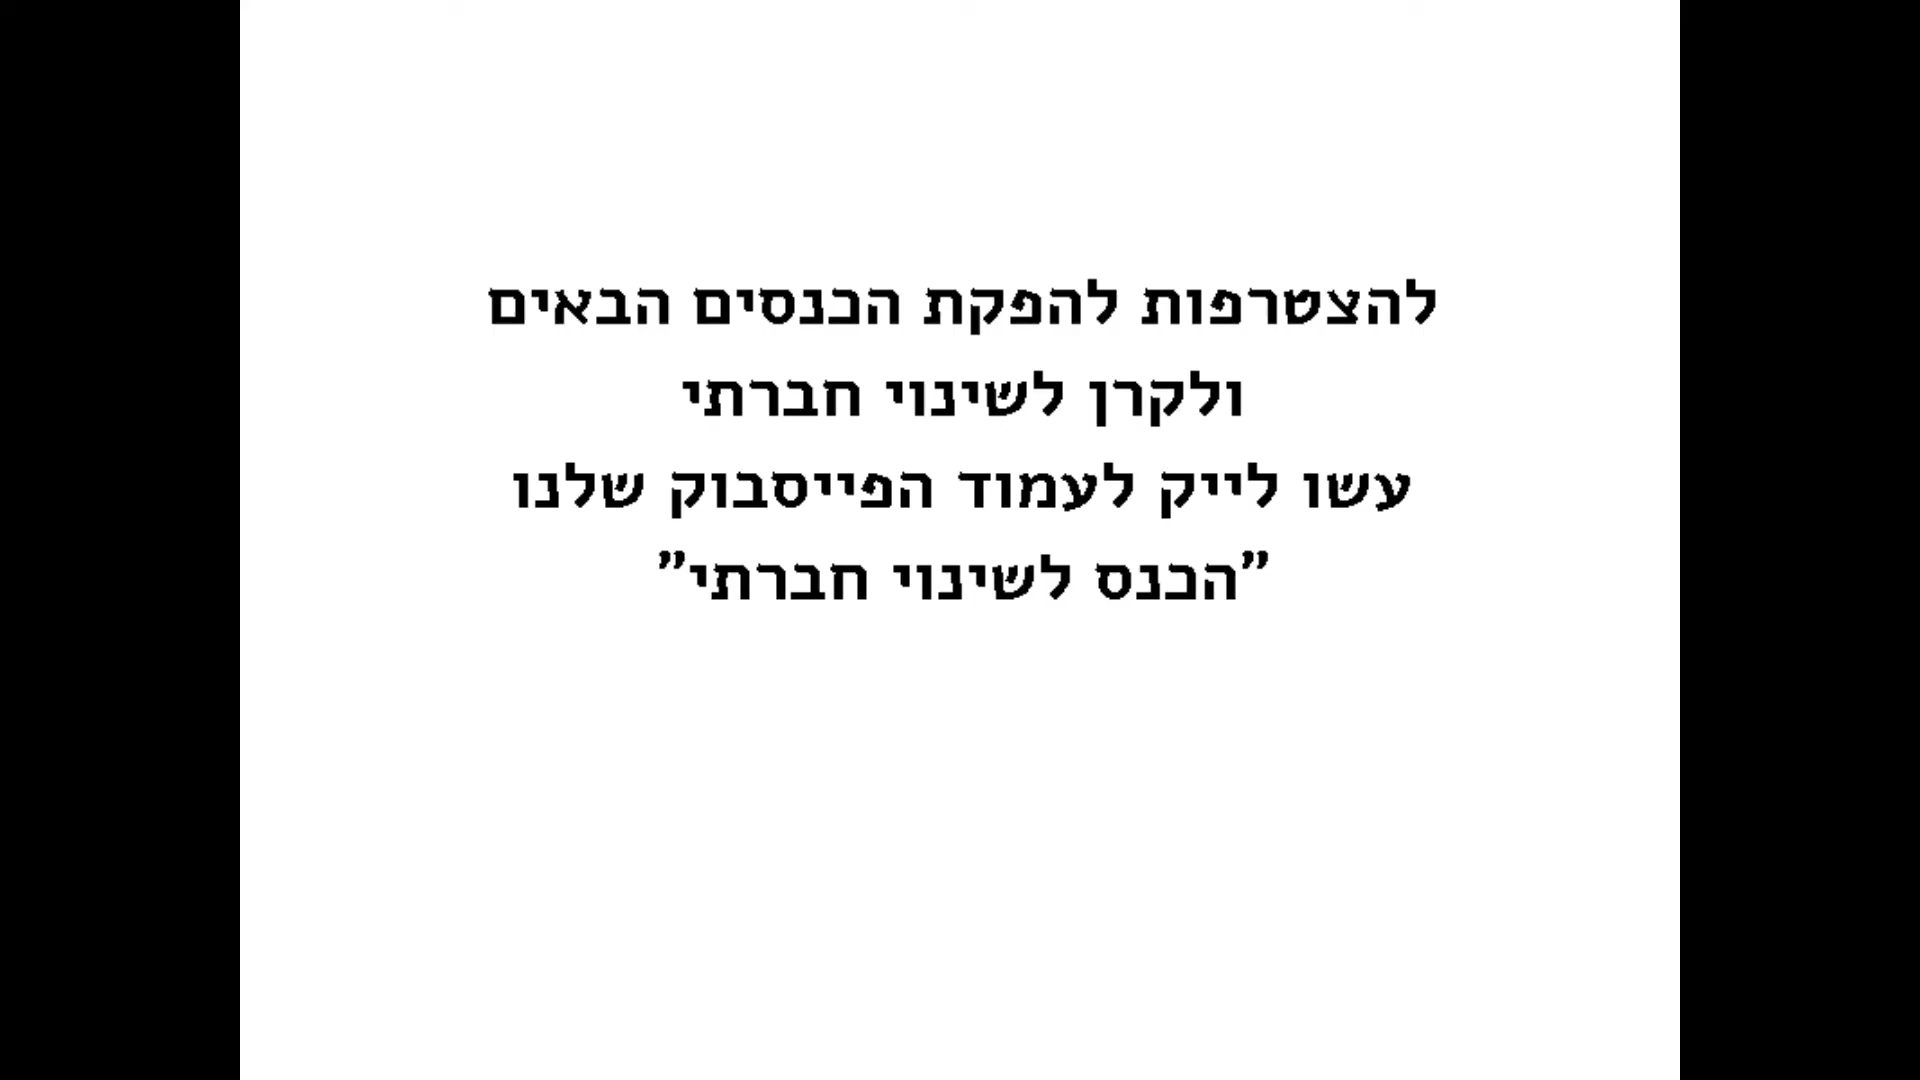 להצטרפות להפקת הכנסים הבאים
ולקרן לשינוי חברתי
עשו לייק לעמוד הפייסבוק שלנו
”הכנס לשינוי חברתי”